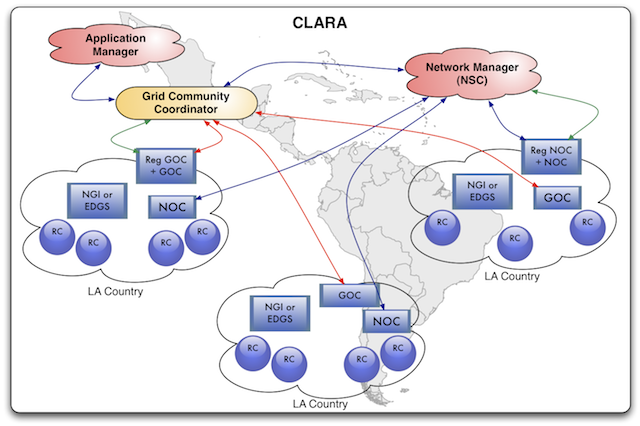 CLARA
Application
Manager
Network Manager
(NSC)
Grid Community
Coordinator
Reg GOC
+ GOC
NGI or
EDGS
NOC
RC
RC
RC
RC
LA Country
Reg NOC
+ NOC
NGI or
EDGS
GOC
RC
RC
RC
LA Country
GOC
NGI or
EDGS
NOC
RC
RC
RC
RC
LA Country